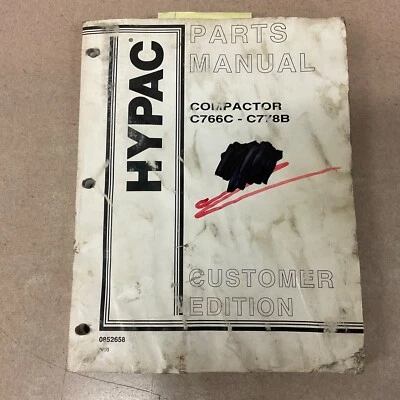 PARTS
MANUAL
HYPAC
COMPACTOR
C766C - C778B
CUSTOMER
EDITION
0852658